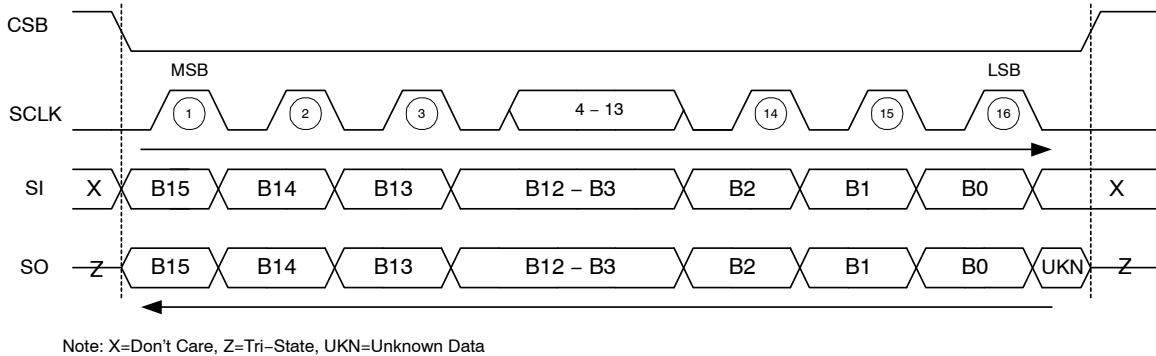 CSB
MSB LSB
SCLK 1 2 3 4 – 13 14 15 16
SI X B15 B14 B13 B12 – B3 B2 B1 B0 X
SO Z B15 B14 B13 B12 – B3 B2 B1 B0 UKN Z
Note: X=Don't Care, Z=Tri–State, UKN=Unknown Data